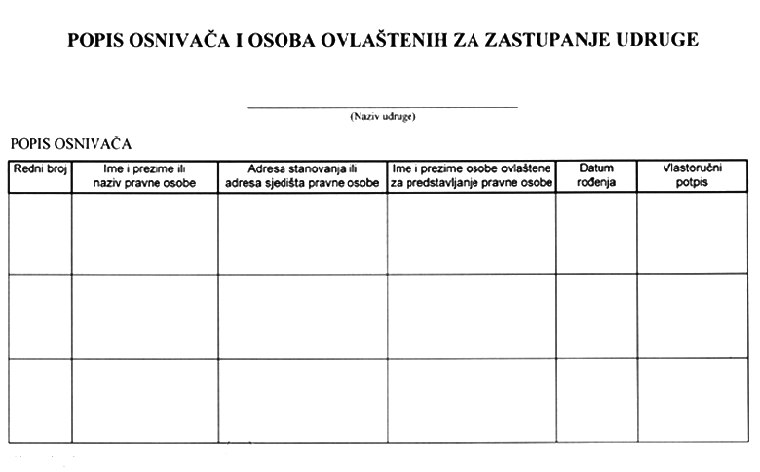 POPIS OSNIVAČA I OSOBA OVLAŠTENIH ZA ZASTUPANJE UDRUGE
(Naziv udruge)
POPIS OSNIVAČA
Redni broj
Ime i prezime ili
naziv pravne osobe
Adresa stanovanja ili
adresa sjedišta pravne osobe
Ime i prezime osobe ovlaštene
za predstavljanje pravne osobe
Datum
rođenja
Vlastoručni
potpis